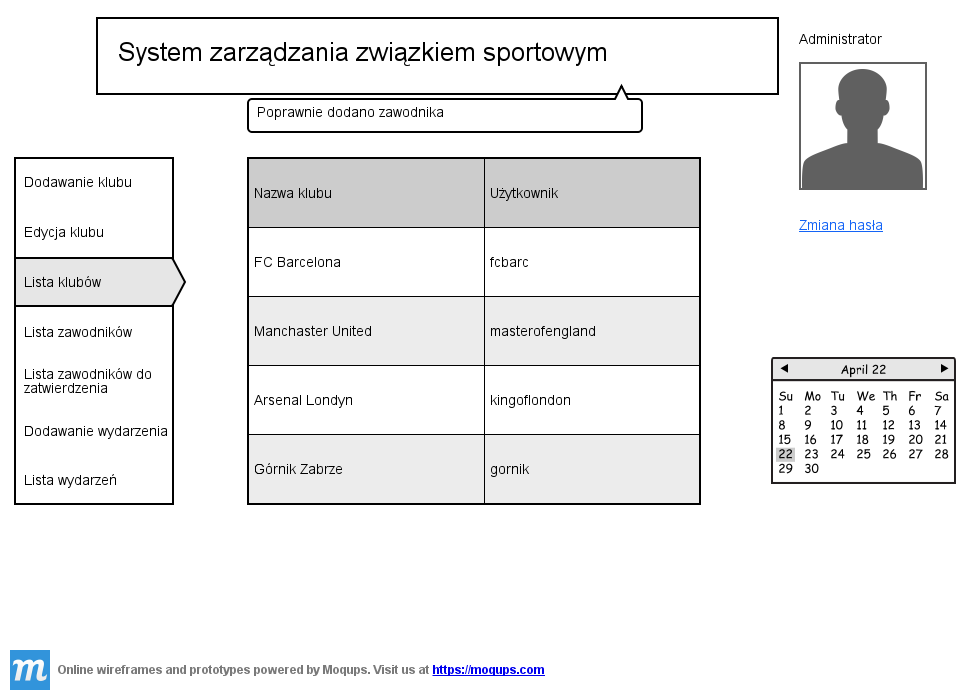 System zarządzania związkiem sportowym
Administrator
Poprawnie dodano zawodnika
Zmiana hasła
Dodawanie klubu
Edycja klubu
Lista klubów
Lista zawodników
Lista zawodników do
zatwierdzenia
Dodawanie wydarzenia
Lista wydarzeń
Nazwa klubu Użytkownik
FC Barcelona fcbarc
Manchaster United masterofengland
Arsenal Londyn kingoflondon
Górnik Zabrze gornik
April 22
Su Mo Tu We Th Fr Sa
1 2 3 4 5 6 7
8 9 10 11 12 13 14
15 16 17 18 19 20 21
22 23 24 25 26 27 28
29 30
m Online wireframes and prototypes powered by Moqups. Visit us at https://moqups.com